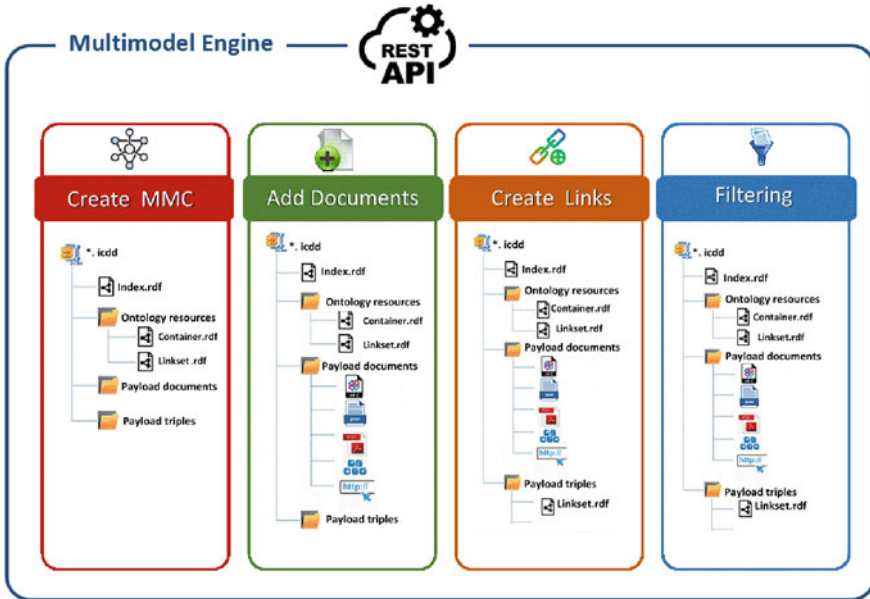 Multimodel Engine
REST
API
Create MMC
*. icdd
Index.rdf
Ontology resources
Container.rdf
Linkset.rdf
Payload documents
Payload triples
Add Documents
*. icdd
Index.rdf
Ontology resources
Container.rdf
Linkset.rdf
Payload documents
http://
Payload triples
Create Links
*. icdd
Index.rdf
Ontology resources
Container.rdf
Linkset.rdf
Payload documents
http://
Payload triples
Linkset.rdf
Filtering
*. icdd
Index.rdf
Ontology resources
Container.rdf
Linkset.rdf
Payload documents
http://
Payload triples
Linkset.rdf